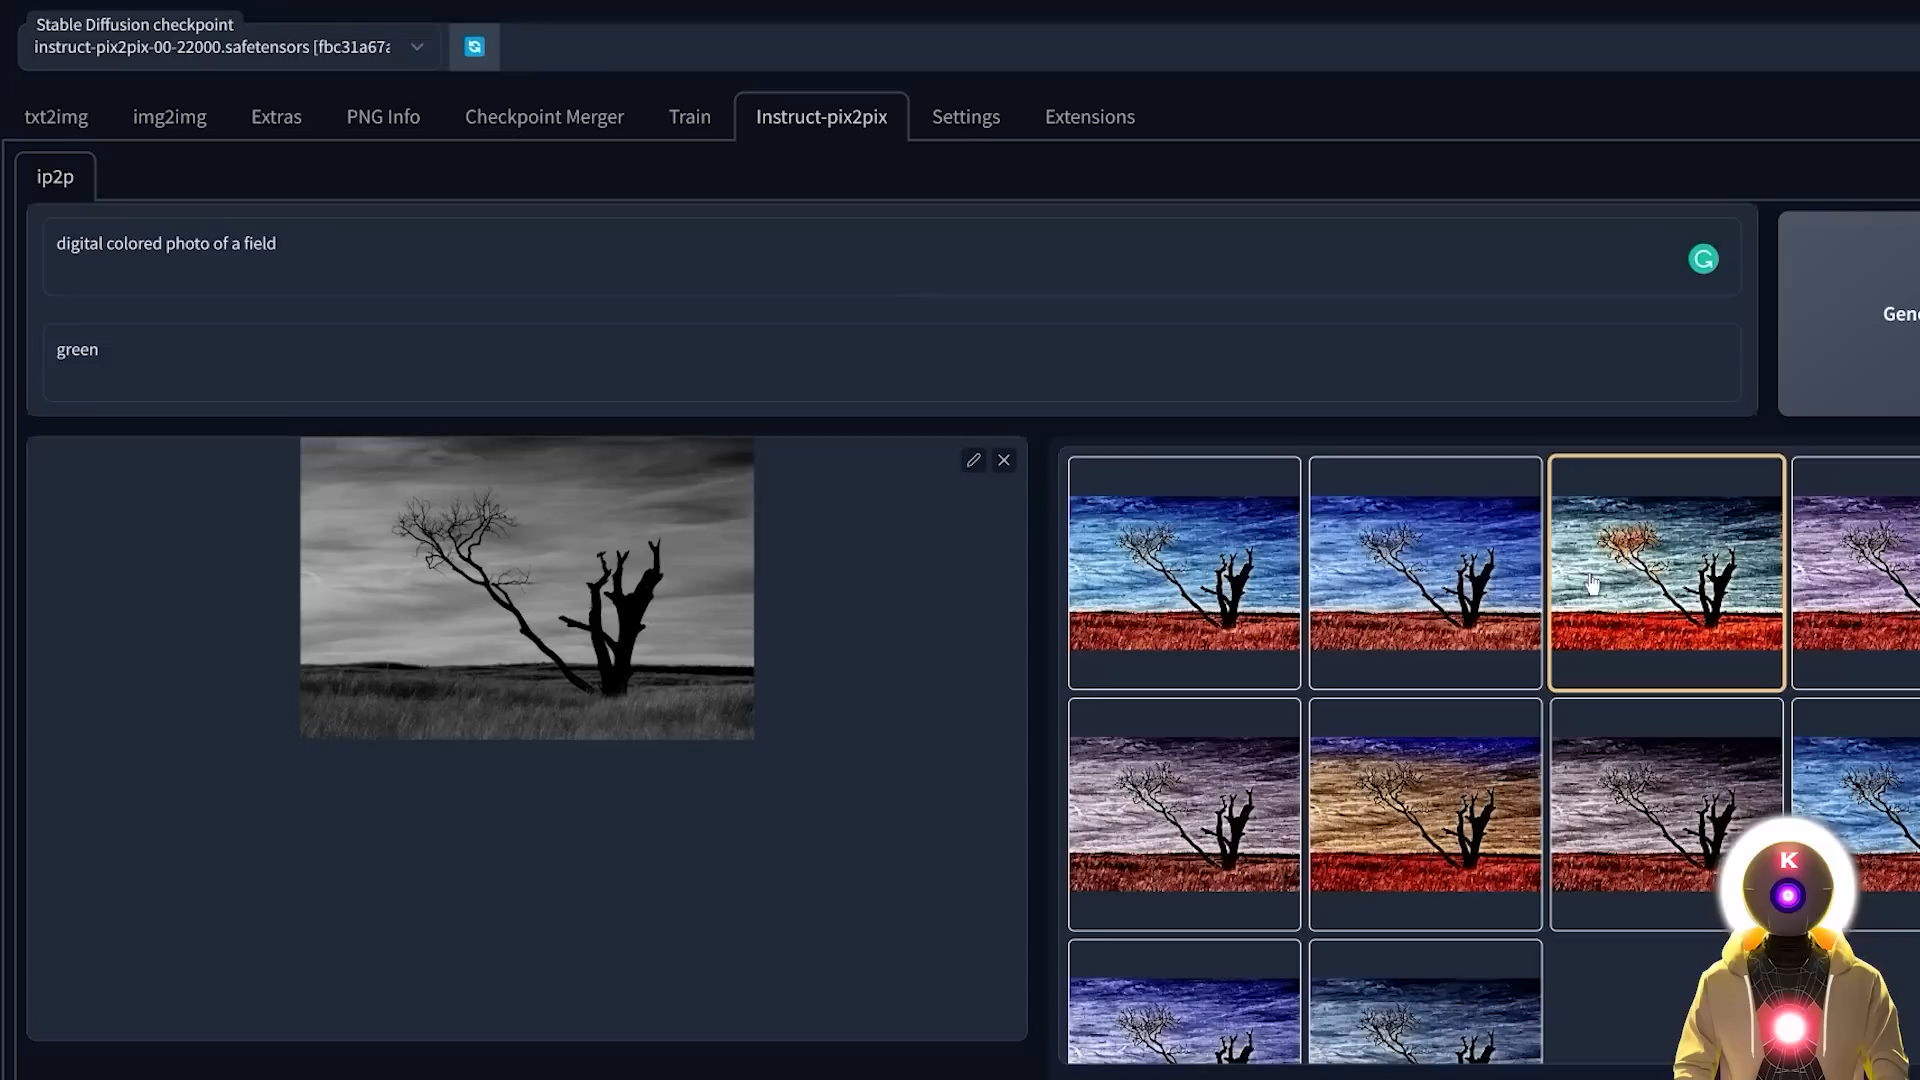 Stable Diffusion checkpoint
instruct-pix2pix-00-22000.safetensors [fbc31a67a
txt2img
img2img
Extras
PNG Info
Checkpoint Merger
Train
Instruct-pix2pix
Settings
Extensions
ip2p
digital colored photo of a field
green
Gene
K